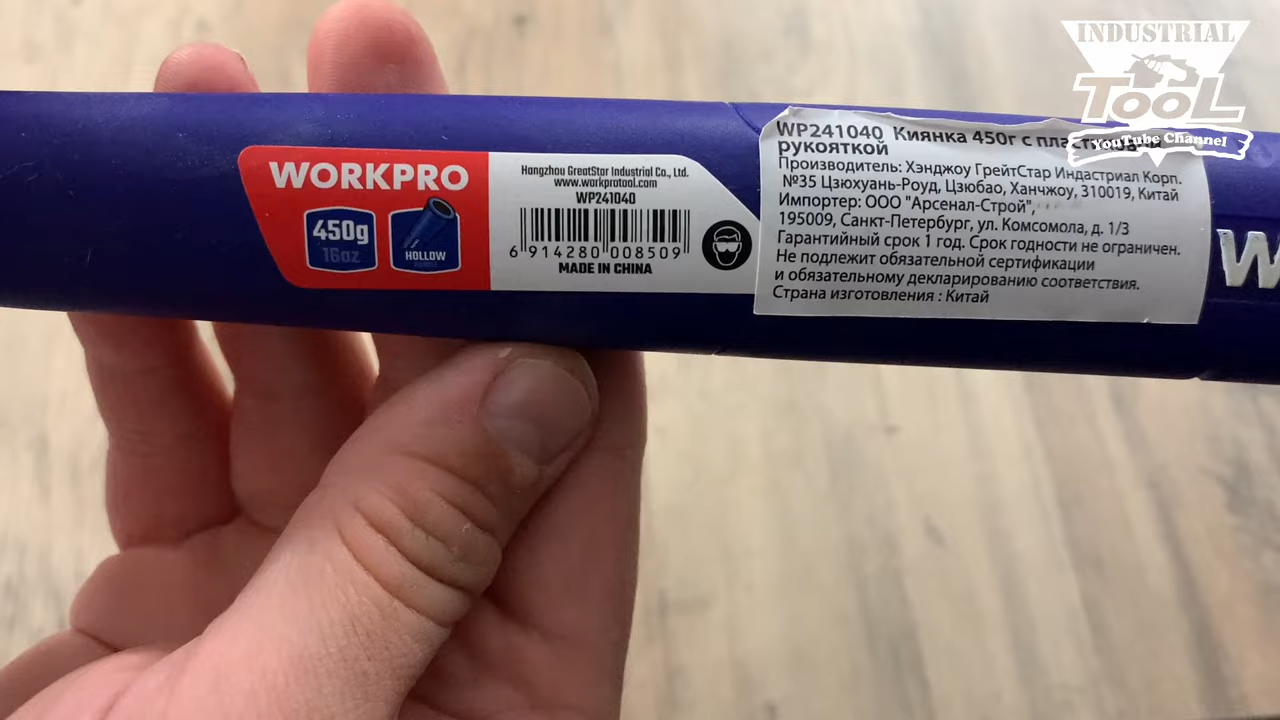 INDUSTRIAL
TOOL
YouTube Channel
WORKPRO
450g
16oz
HOLLOW
Hangzhou GreatStar Industrial Co., Ltd.
www.workprotool.com
WP241040
6 914280 008509
MADE IN CHINA
WP241040 Киянка 450г с
рукояткой
Производитель: Хэнджоу ГрейтСтар Индастриал Корп.
№35 Цзюхуань-Роуд, Цзюбао, Ханчжоу, 310019, Китай
Импортер: ООО "Арсенал-Строй",
195009, Санкт-Петербург, ул. Комсомола, д. 1/3
Гарантийный срок 1 год. Срок годности не ограничен.
Не подлежит обязательной сертификации
и обязательному декларированию соответствия.
Страна изготовления : Китай
W